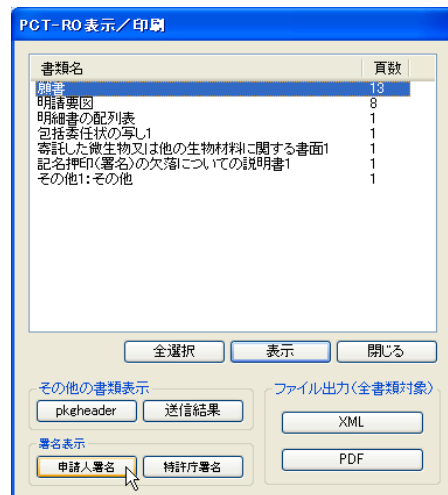 PCT-RO表示／印刷
書類名 頁数
願書 13
明請要図 8
明細書の配列表 1
包括委任状の写し1 1
寄託した微生物又は他の生物材料に関する書面1 1
記名押印(署名)の欠落についての説明書1 1
その他1:その他 1
全選択 表示 閉じる
その他の書類表示
pkgheader 送信結果
署名表示
申請人署名 特許庁署名
ファイル出力(全書類対象)
XML
PDF